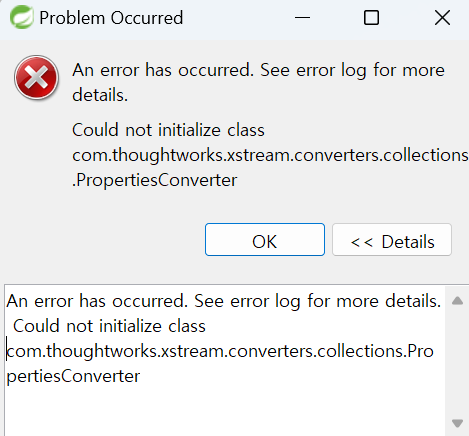 Problem Occurred
An error has occurred. See error log for more
details.
Could not initialize class
com.thoughtworks.xstream.converters.collections
.PropertiesConverter
OK
<< Details
An error has occurred. See error log for more details.
Could not initialize class
com.thoughtworks.xstream.converters.collections.Pro
pertiesConverter